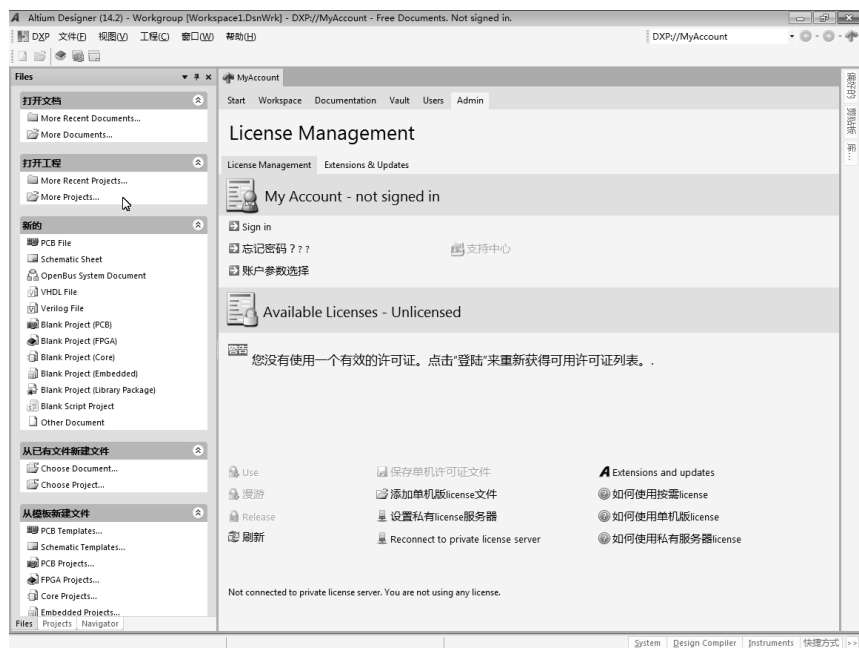 Altium Designer (14.2) - Workgroup [Workspace1.DsnWrk] - DXP://MyAccount - Free Documents. Not signed in.
DXP 文件(F) 视图(V) 工程(C) 窗口(W) 帮助(H) DXP://MyAccount
Files
MyAccount
打开文档
More Recent Documents...
More Documents...
打开工程
More Recent Projects...
More Projects...
新的
PCB File
Schematic Sheet
OpenBus System Document
VHDL File
Verilog File
Blank Project (PCB)
Blank Project (FPGA)
Blank Project (Core)
Blank Project (Embedded)
Blank Project (Library Package)
Blank Script Project
Other Document
从已有文件新建文件
Choose Document...
Choose Project...
从模板新建文件
PCB Templates...
Schematic Templates...
PCB Projects...
FPGA Projects...
Core Projects...
Embedded Projects...
Files Projects Navigator
Start Workspace Documentation Vault Users Admin
License Management
License Management Extensions & Updates
My Account - not signed in
Sign in
忘记密码？？？ 支持中心
账户参数选择
Available Licenses - Unlicensed
警告 您没有使用一个有效的许可证。点击“登陆”来重新获得可用许可证列表。.
Use 保存单机许可证文件 Extensions and updates
漫游 添加单机版license文件 如何使用按需license
Release 设置私有license服务器 如何使用单机版license
刷新 Reconnect to private license server 如何使用私有服务器license
Not connected to private license server. You are not using any license.
偏好的
剪贴板
System Design Compiler Instruments 快捷方式 >>